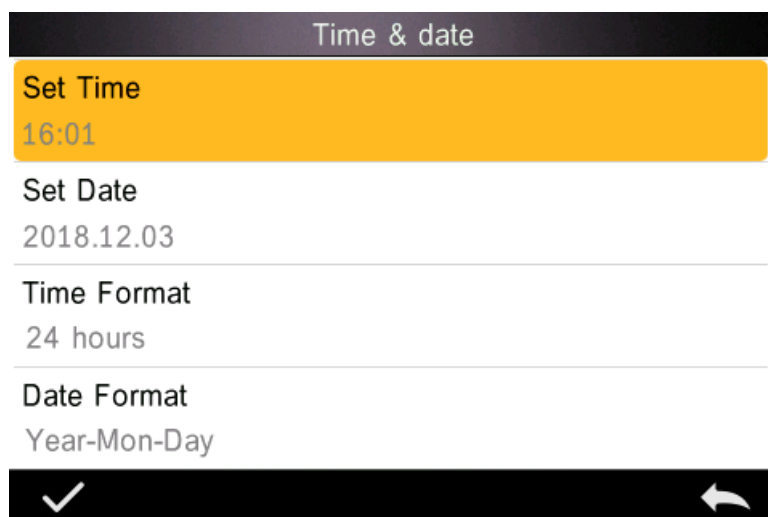 Time & date
Set Time
16:01
Set Date
2018.12.03
Time Format
24 hours
Date Format
Year-Mon-Day